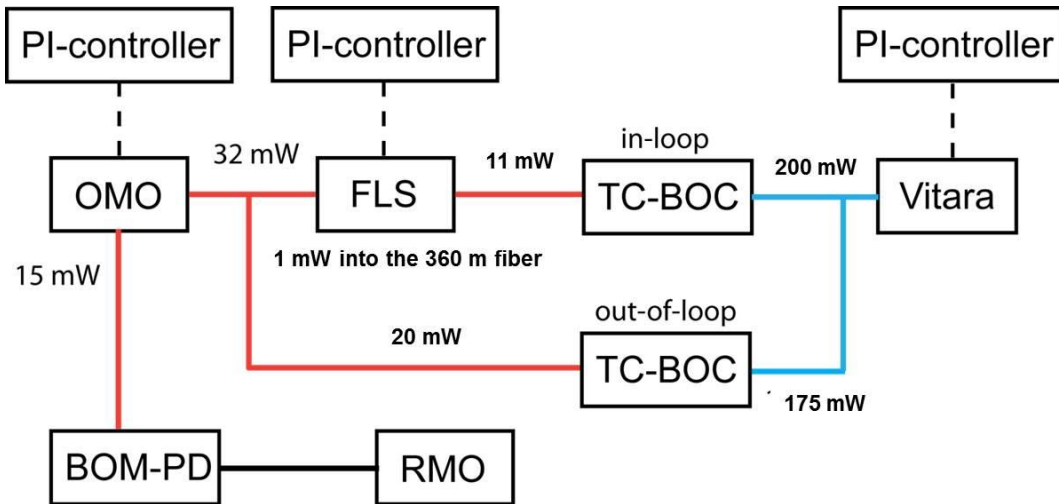 PI-controller
PI-controller
PI-controller
32 mW
11 mW
in-loop
200 mW
OMO
FLS
TC-BOC
Vitara
15 mW
1 mW into the 360 m fiber
out-of-loop
20 mW
TC-BOC
175 mW
BOM-PD
RMO